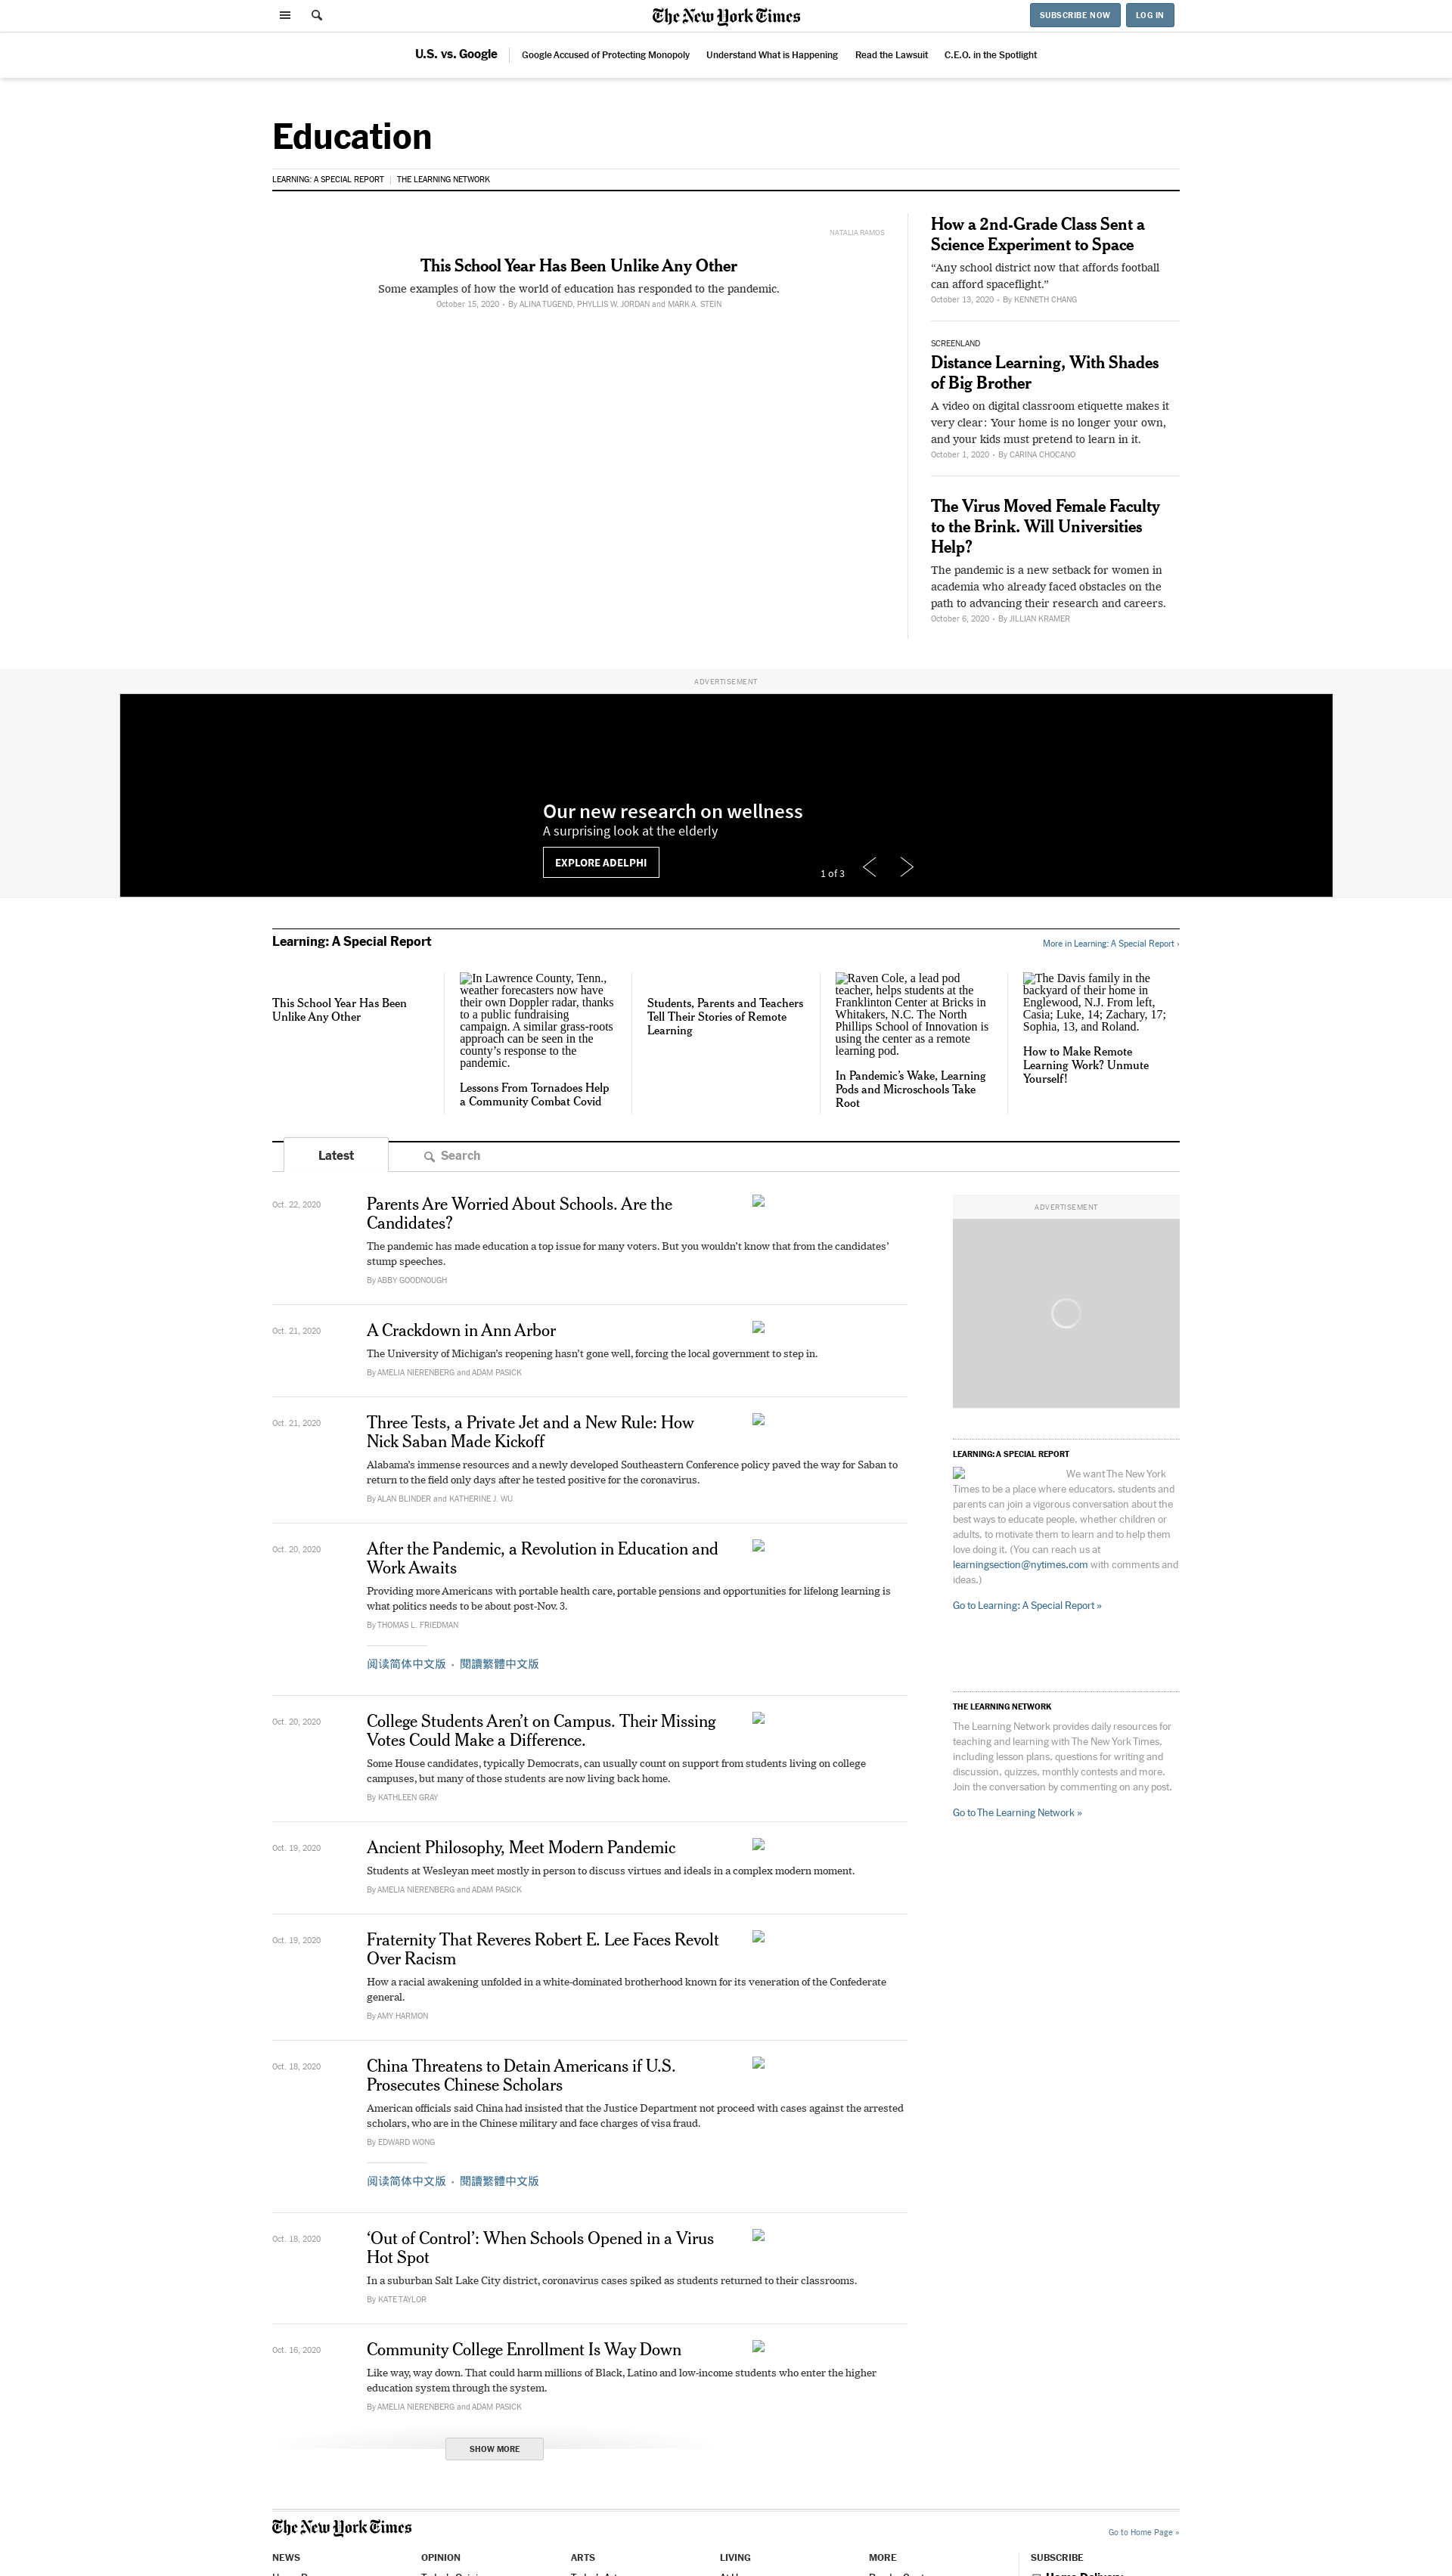 The New York Times
SUBSCRIBE NOW
LOG IN
U.S. vs. Google
Google Accused of Protecting Monopoly
Understand What is Happening
Read the Lawsuit
C.E.O. in the Spotlight
Education
LEARNING: A SPECIAL REPORT | THE LEARNING NETWORK
NATALIA RAMOS
This School Year Has Been Unlike Any Other
Some examples of how the world of education has responded to the pandemic.
October 15, 2020 • By ALINA TUGEND, PHYLLIS W. JORDAN and MARK A. STEIN
How a 2nd-Grade Class Sent a
Science Experiment to Space
“Any school district now that affords football
can afford spaceflight.”
October 13, 2020 • By KENNETH CHANG
SCREENLAND
Distance Learning, With Shades
of Big Brother
A video on digital classroom etiquette makes it
very clear: Your home is no longer your own,
and your kids must pretend to learn in it.
October 1, 2020 • By CARINA CHOCANO
The Virus Moved Female Faculty
to the Brink. Will Universities
Help?
The pandemic is a new setback for women in
academia who already faced obstacles on the
path to advancing their research and careers.
October 6, 2020 • By JILLIAN KRAMER
ADVERTISEMENT
Our new research on wellness
A surprising look at the elderly
EXPLORE ADELPHI
1 of 3
Learning: A Special Report
More in Learning: A Special Report ›
This School Year Has Been
Unlike Any Other
In Lawrence County, Tenn.,
weather forecasters now have
their own Doppler radar, thanks
to a public fundraising
campaign. A similar grass-roots
approach can be seen in the
county’s response to the
pandemic.
Lessons From Tornadoes Help
a Community Combat Covid
Students, Parents and Teachers
Tell Their Stories of Remote
Learning
Raven Cole, a lead pod
teacher, helps students at the
Franklinton Center at Bricks in
Whitakers, N.C. The North
Phillips School of Innovation is
using the center as a remote
learning pod.
In Pandemic’s Wake, Learning
Pods and Microschools Take
Root
The Davis family in the
backyard of their home in
Englewood, N.J. From left,
Casia; Luke, 14; Zachary, 17;
Sophia, 13, and Roland.
How to Make Remote
Learning Work? Unmute
Yourself!
Latest
Search
Oct. 22, 2020
Parents Are Worried About Schools. Are the
Candidates?
The pandemic has made education a top issue for many voters. But you wouldn’t know that from the candidates’
stump speeches.
By ABBY GOODNOUGH
Oct. 21, 2020
A Crackdown in Ann Arbor
The University of Michigan’s reopening hasn’t gone well, forcing the local government to step in.
By AMELIA NIERENBERG and ADAM PASICK
Oct. 21, 2020
Three Tests, a Private Jet and a New Rule: How
Nick Saban Made Kickoff
Alabama’s immense resources and a newly developed Southeastern Conference policy paved the way for Saban to
return to the field only days after he tested positive for the coronavirus.
By ALAN BLINDER and KATHERINE J. WU
Oct. 20, 2020
After the Pandemic, a Revolution in Education and
Work Awaits
Providing more Americans with portable health care, portable pensions and opportunities for lifelong learning is
what politics needs to be about post-Nov. 3.
By THOMAS L. FRIEDMAN
阅读简体中文版 • 閱讀繁體中文版
Oct. 20, 2020
College Students Aren’t on Campus. Their Missing
Votes Could Make a Difference.
Some House candidates, typically Democrats, can usually count on support from students living on college
campuses, but many of those students are now living back home.
By KATHLEEN GRAY
Oct. 19, 2020
Ancient Philosophy, Meet Modern Pandemic
Students at Wesleyan meet mostly in person to discuss virtues and ideals in a complex modern moment.
By AMELIA NIERENBERG and ADAM PASICK
Oct. 19, 2020
Fraternity That Reveres Robert E. Lee Faces Revolt
Over Racism
How a racial awakening unfolded in a white-dominated brotherhood known for its veneration of the Confederate
general.
By AMY HARMON
Oct. 18, 2020
China Threatens to Detain Americans if U.S.
Prosecutes Chinese Scholars
American officials said China had insisted that the Justice Department not proceed with cases against the arrested
scholars, who are in the Chinese military and face charges of visa fraud.
By EDWARD WONG
阅读简体中文版 • 閱讀繁體中文版
Oct. 18, 2020
‘Out of Control’: When Schools Opened in a Virus
Hot Spot
In a suburban Salt Lake City district, coronavirus cases spiked as students returned to their classrooms.
By KATE TAYLOR
Oct. 16, 2020
Community College Enrollment Is Way Down
Like way, way down. That could harm millions of Black, Latino and low-income students who enter the higher
education system through the system.
By AMELIA NIERENBERG and ADAM PASICK
SHOW MORE
ADVERTISEMENT
LEARNING: A SPECIAL REPORT
We want The New York
Times to be a place where educators, students and
parents can join a vigorous conversation about the
best ways to educate people, whether children or
adults, to motivate them to learn and to help them
love doing it. (You can reach us at
learningsection@nytimes.com with comments and
ideas.)
Go to Learning: A Special Report »
THE LEARNING NETWORK
The Learning Network provides daily resources for
teaching and learning with The New York Times,
including lesson plans, questions for writing and
discussion, quizzes, monthly contests and more.
Join the conversation by commenting on any post.
Go to The Learning Network »
The New York Times
Go to Home Page »
NEWS
OPINION
ARTS
LIVING
MORE
SUBSCRIBE